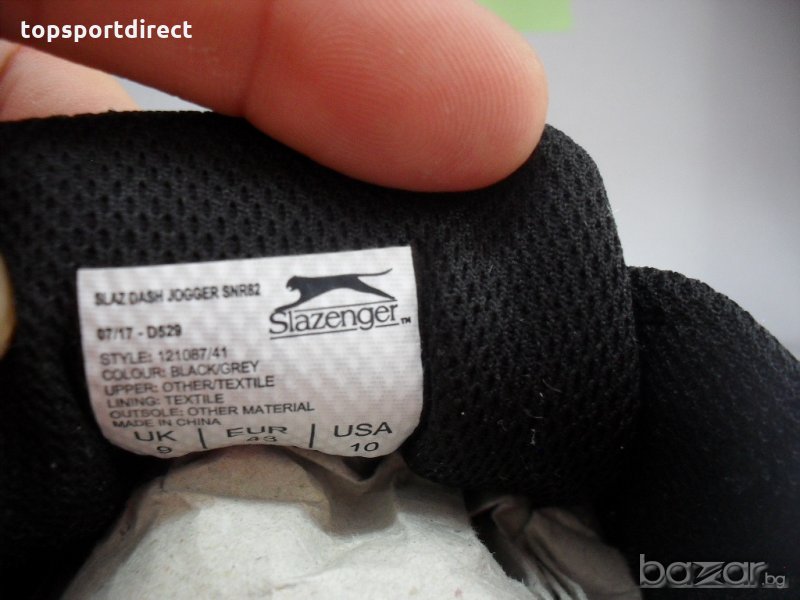 topsportdirect
SLAZ DASH JOGGER SNR82
Slazenger™
07/17 - D529
STYLE: 121087/41
COLOUR: BLACK/GREY
UPPER: OTHER/TEXTILE
LINING: TEXTILE
OUTSOLE: OTHER MATERIAL
MADE IN CHINA
UK | EUR | USA
9 43 10
bazar.bg